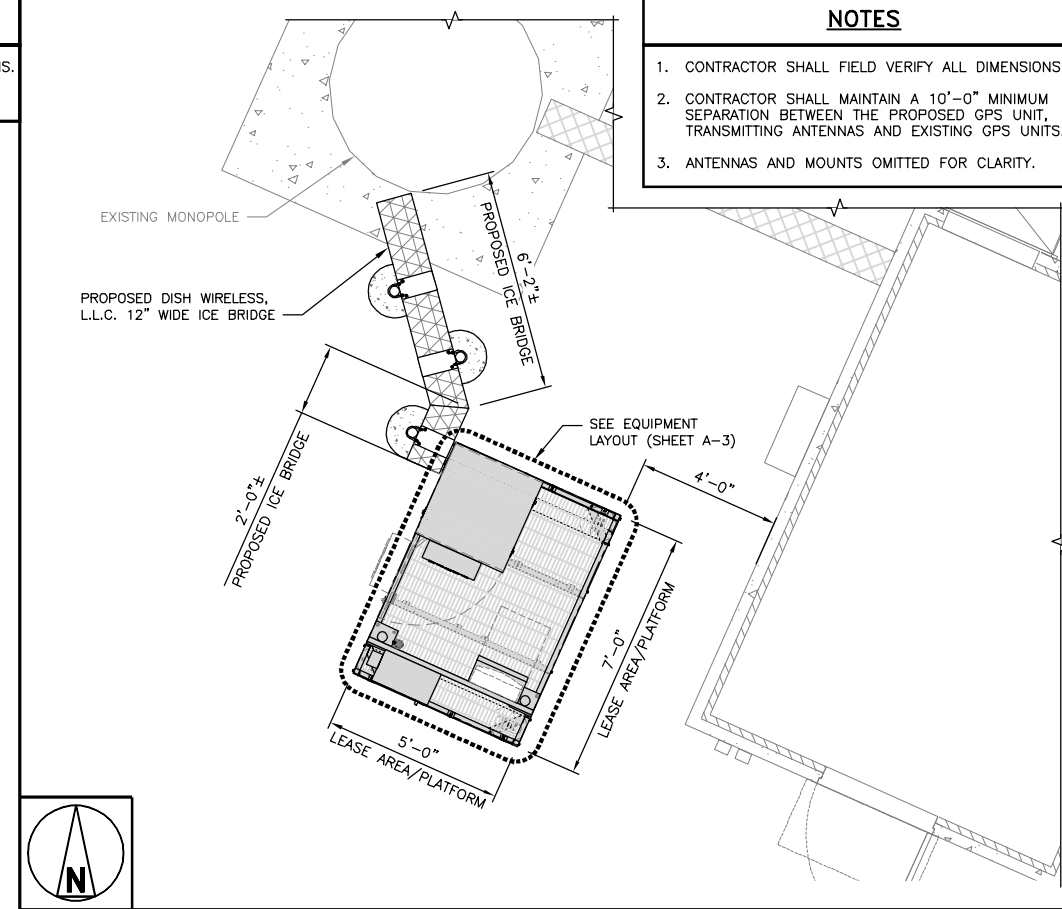 NOTES
1. CONTRACTOR SHALL FIELD VERIFY ALL DIMENSIONS
2. CONTRACTOR SHALL MAINTAIN A 10'-0" MINIMUM
SEPARATION BETWEEN THE PROPOSED GPS UNIT,
TRANSMITTING ANTENNAS AND EXISTING GPS UNITS.
3. ANTENNAS AND MOUNTS OMITTED FOR CLARITY.
NS.
EXISTING MONOPOLE
6'-2"±
PROPOSED ICE BRIDGE
PROPOSED DISH WIRELESS,
L.L.C. 12" WIDE ICE BRIDGE
2'-0"±
PROPOSED ICE BRIDGE
SEE EQUIPMENT
LAYOUT (SHEET A-3)
4'-0"
7'-0"
LEASE AREA/PLATFORM
5'-0"
LEASE AREA/PLATFORM
N